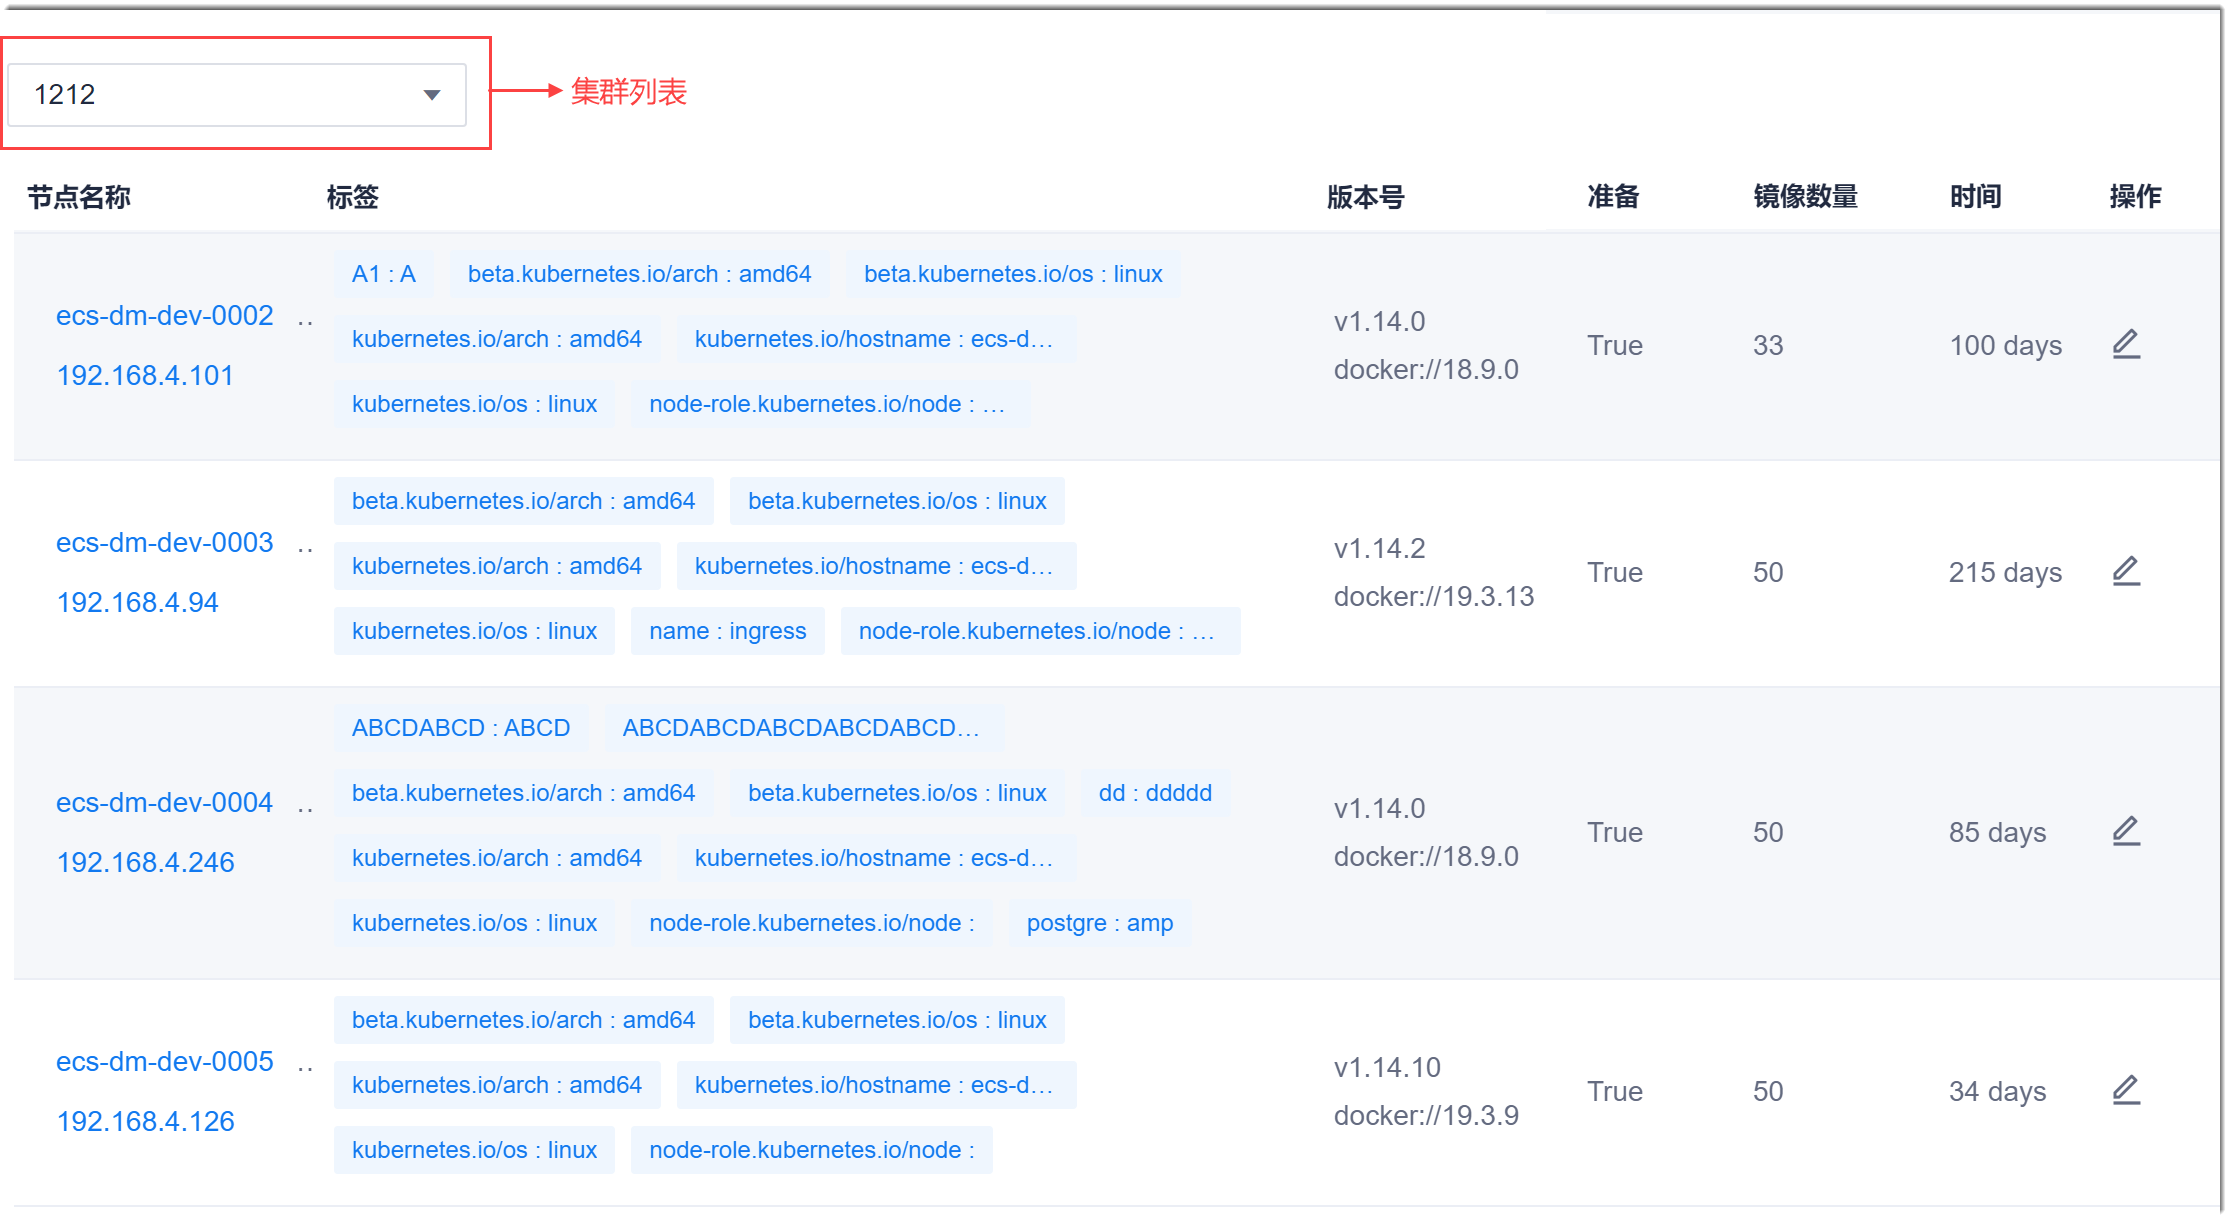 1212
集群列表
节点名称 标签 版本号 准备 镜像数量 时间 操作
ecs-dm-dev-0002 ..
192.168.4.101
A1 : A beta.kubernetes.io/arch : amd64 beta.kubernetes.io/os : linux
kubernetes.io/arch : amd64 kubernetes.io/hostname : ecs-d...
kubernetes.io/os : linux node-role.kubernetes.io/node : ...
v1.14.0
docker://18.9.0
True 33 100 days
ecs-dm-dev-0003 ..
192.168.4.94
beta.kubernetes.io/arch : amd64 beta.kubernetes.io/os : linux
kubernetes.io/arch : amd64 kubernetes.io/hostname : ecs-d...
kubernetes.io/os : linux name : ingress node-role.kubernetes.io/node : ...
v1.14.2
docker://19.3.13
True 50 215 days
ecs-dm-dev-0004 ..
192.168.4.246
ABCDABCD : ABCD ABCDABCDABCDABCDABCD...
beta.kubernetes.io/arch : amd64 beta.kubernetes.io/os : linux dd : ddddd
kubernetes.io/arch : amd64 kubernetes.io/hostname : ecs-d...
kubernetes.io/os : linux node-role.kubernetes.io/node : postgre : amp
v1.14.0
docker://18.9.0
True 50 85 days
ecs-dm-dev-0005 ..
192.168.4.126
beta.kubernetes.io/arch : amd64 beta.kubernetes.io/os : linux
kubernetes.io/arch : amd64 kubernetes.io/hostname : ecs-d...
kubernetes.io/os : linux node-role.kubernetes.io/node :
v1.14.10
docker://19.3.9
True 50 34 days